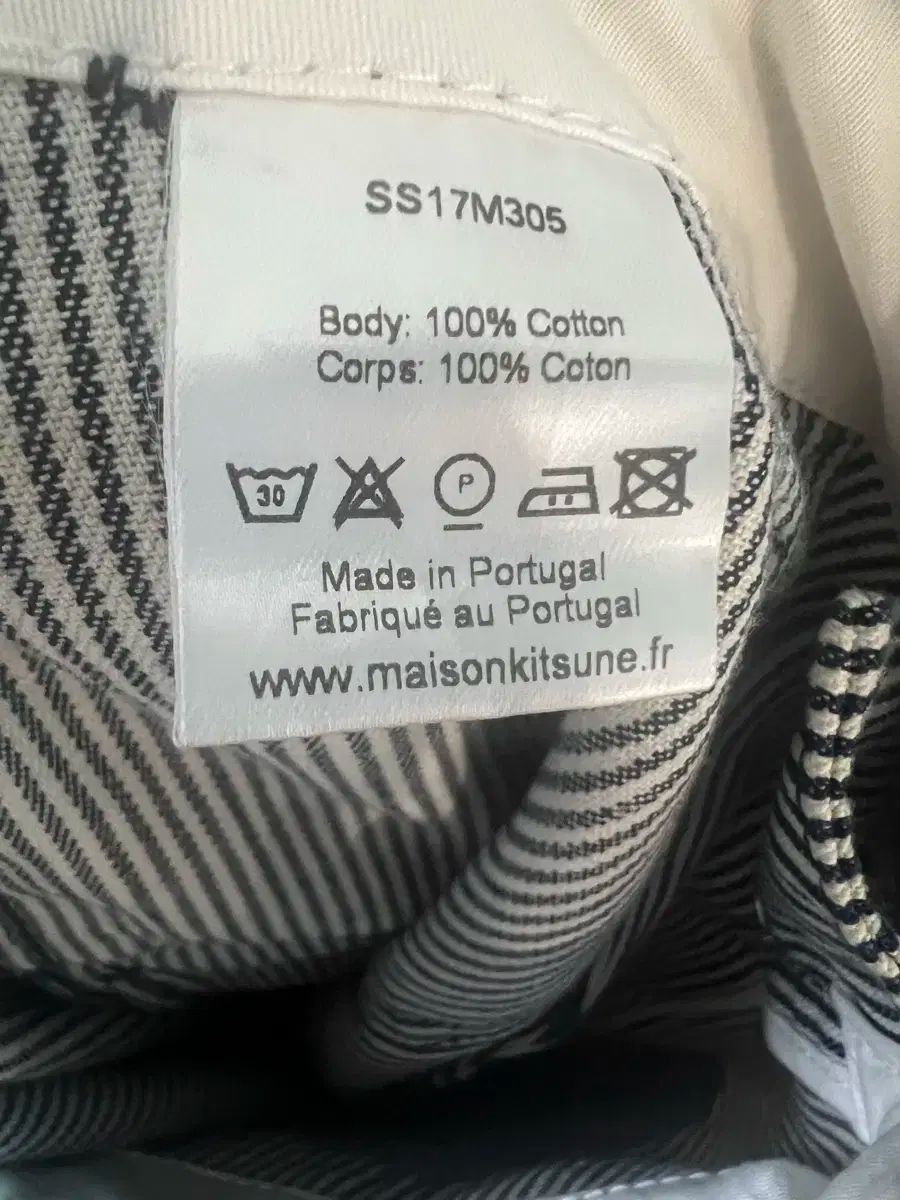 SS17M305
Body: 100% Cotton
Corps: 100% Coton
30 P
Made in Portugal
Fabriqué au Portugal
www.maisonkitsune.fr